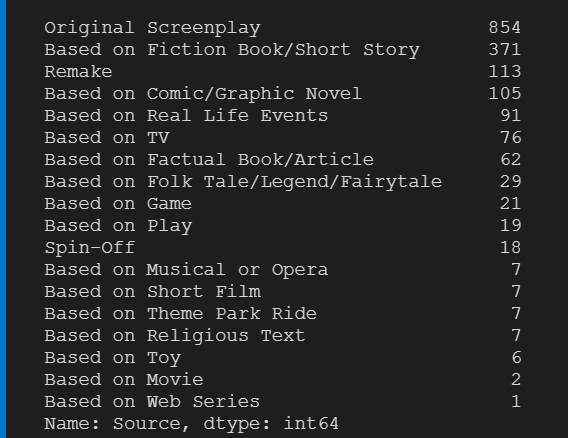 Original Screenplay 854
Based on Fiction Book/Short Story 371
Remake 113
Based on Comic/Graphic Novel 105
Based on Real Life Events 91
Based on TV 76
Based on Factual Book/Article 62
Based on Folk Tale/Legend/Fairytale 29
Based on Game 21
Based on Play 19
Spin-Off 18
Based on Musical or Opera 7
Based on Short Film 7
Based on Theme Park Ride 7
Based on Religious Text 7
Based on Toy 6
Based on Movie 2
Based on Web Series 1
Name: Source, dtype: int64